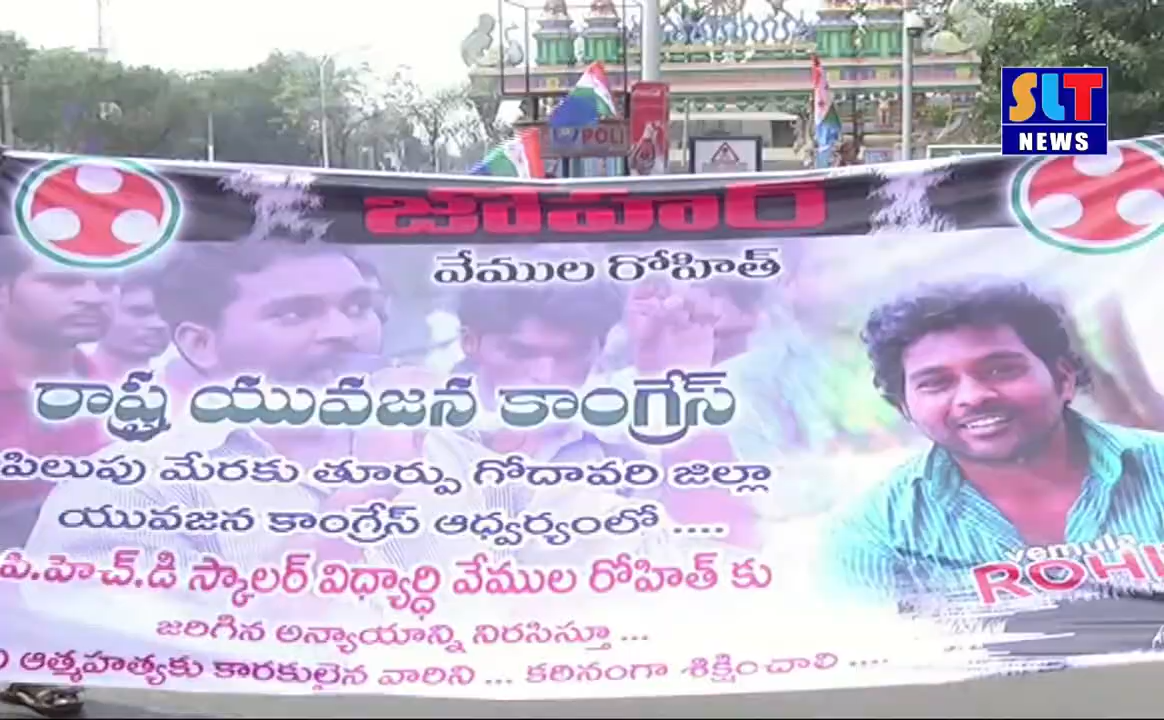 SLT
NEWS
POLI
జోహార్
వేముల రోహిత్
రాష్ట్ర యువజన కాంగ్రేస్
పిలుపు మేరకు తూర్పు గోదావరి జిల్లా
యువజన కాంగ్రేస్ ఆధ్వర్యంలో ....
పి.హెచ్.డి స్కాలర్ విధ్యార్థి వేముల రోహిత్ కు
జరిగిన అన్యాయాన్ని నిరసిస్తూ ...
ఆత్మహత్యకు కారకులైన వారిని ... కఠినంగా శిక్షించాలి ....
vemula
ROHI